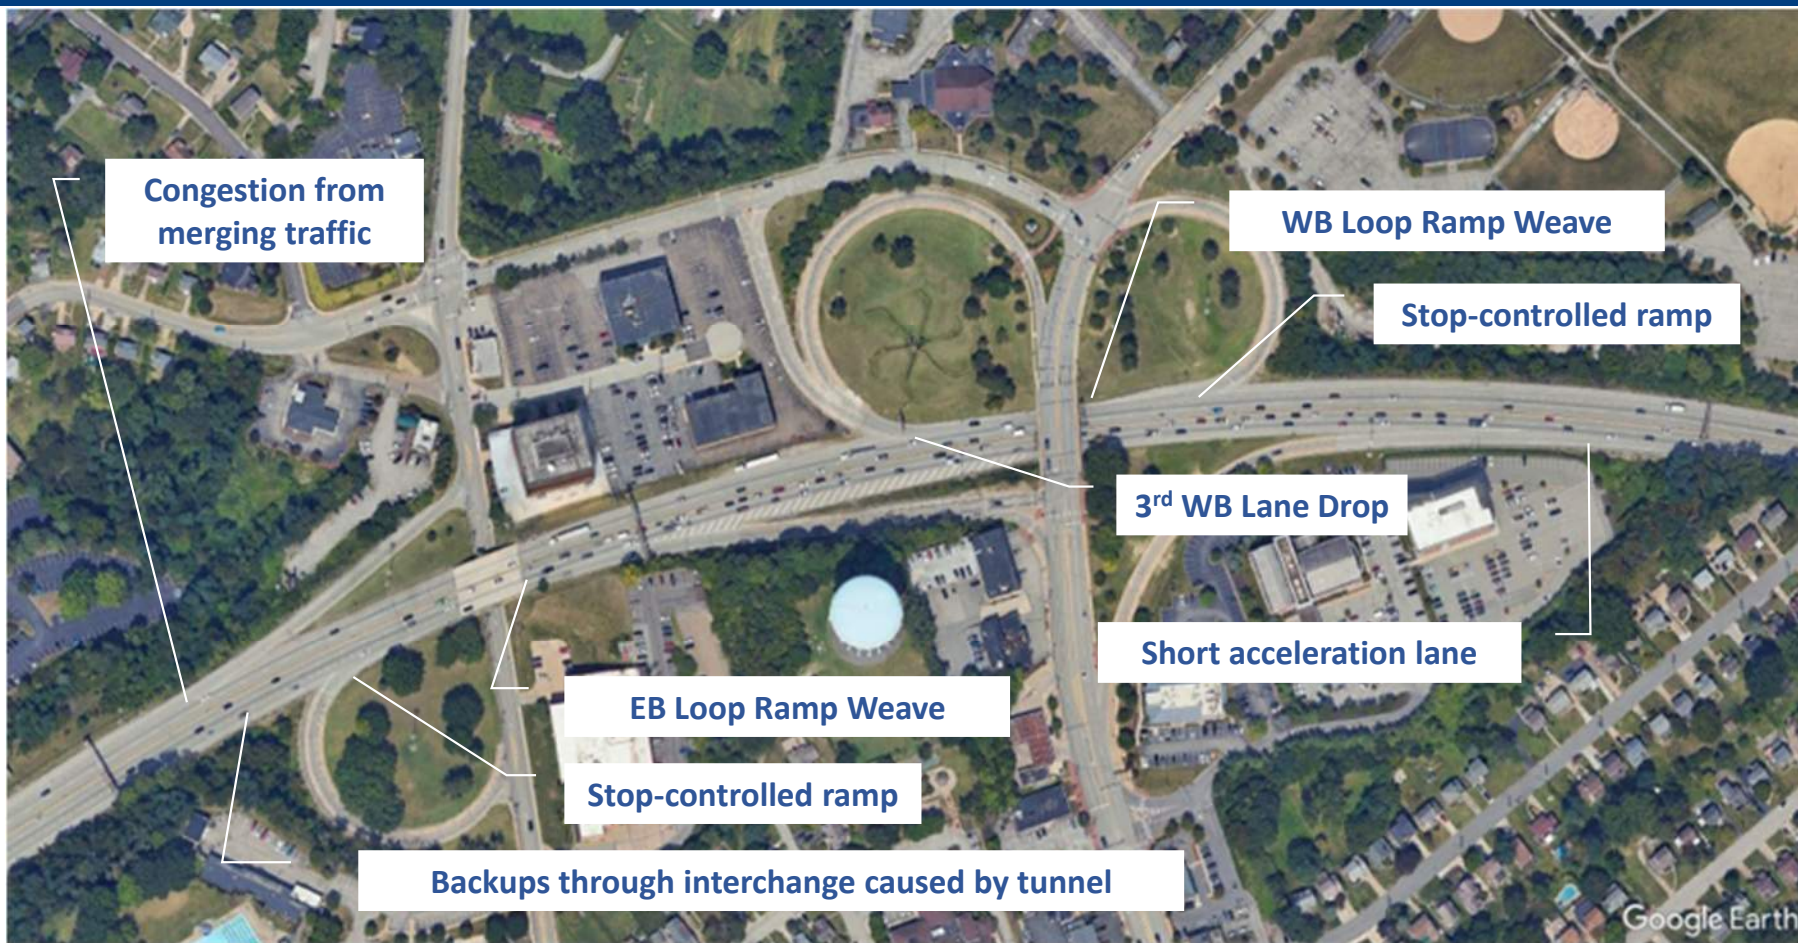 Congestion from
merging traffic
WB Loop Ramp Weave
Stop-controlled ramp
3rd WB Lane Drop
Short acceleration lane
EB Loop Ramp Weave
Stop-controlled ramp
Backups through interchange caused by tunnel
Google Earth